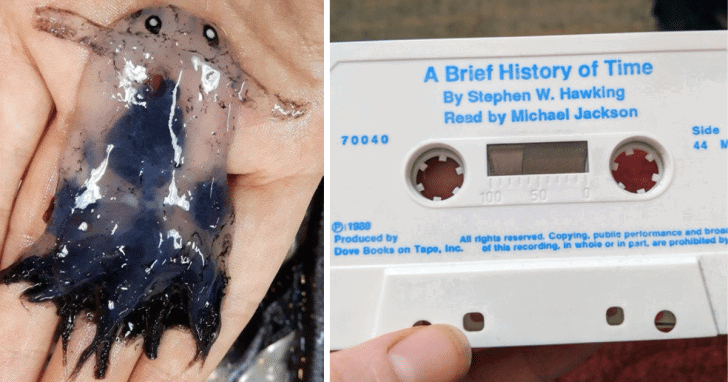 A Brief History of Time
By Stephen W. Hawking
Read by Michael Jackson
70040
Side
44 M
100 50 0
Ⓟ1988
Produced by
Dove Books on Tape, Inc.
All rights reserved. Copying, public performance and broa
of this recording, in whole or in part, are prohibited b